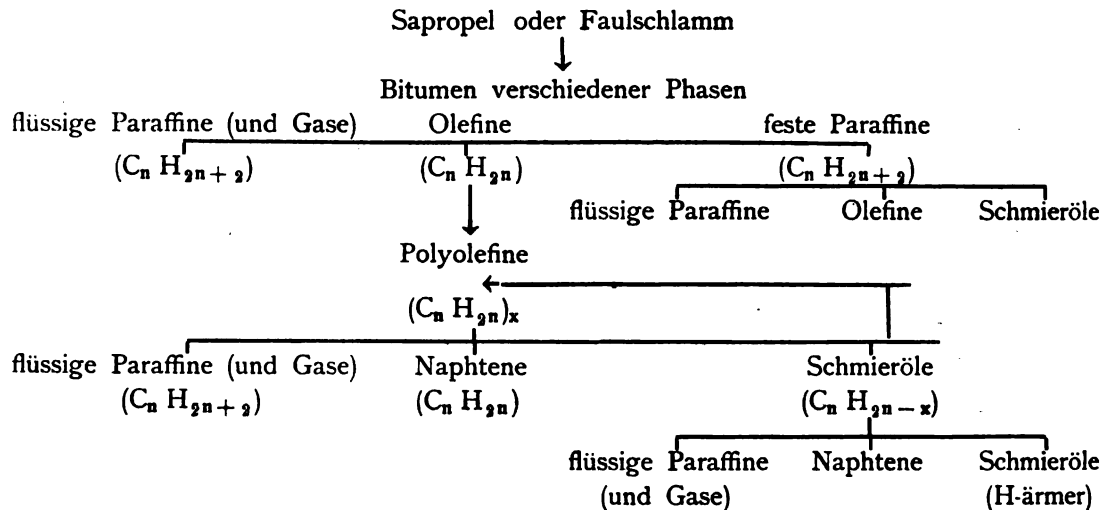 Sapropel oder Faulschlamm
Bitumen verschiedener Phasen
flüssige Paraffine (und Gase) Olefine feste Paraffine
(Cₙ H₂ₙ ₊ ₂) (Cₙ H₂ₙ) (Cₙ H₂ₙ ₊ ₂)
flüssige Paraffine Olefine Schmieröle
Polyolefine
(Cₙ H₂ₙ)ₓ
flüssige Paraffine (und Gase) Naphtene Schmieröle
(Cₙ H₂ₙ ₊ ₂) (Cₙ H₂ₙ) (Cₙ H₂ₙ ₋ ₓ)
flüssige Paraffine Naphtene Schmieröle
(und Gase) (H-ärmer)